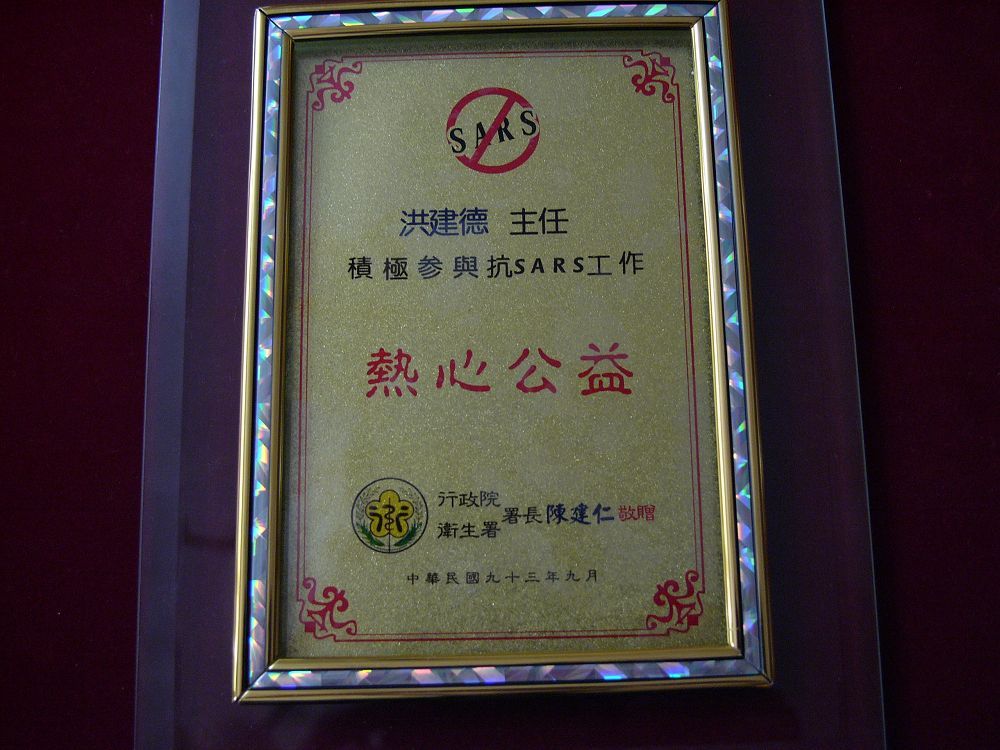 SARS
洪建德 主任
積極参與抗SARS工作
熱心公益
行政院
衛生署
署長陳建仁敬贈
中華民國九十三年九月